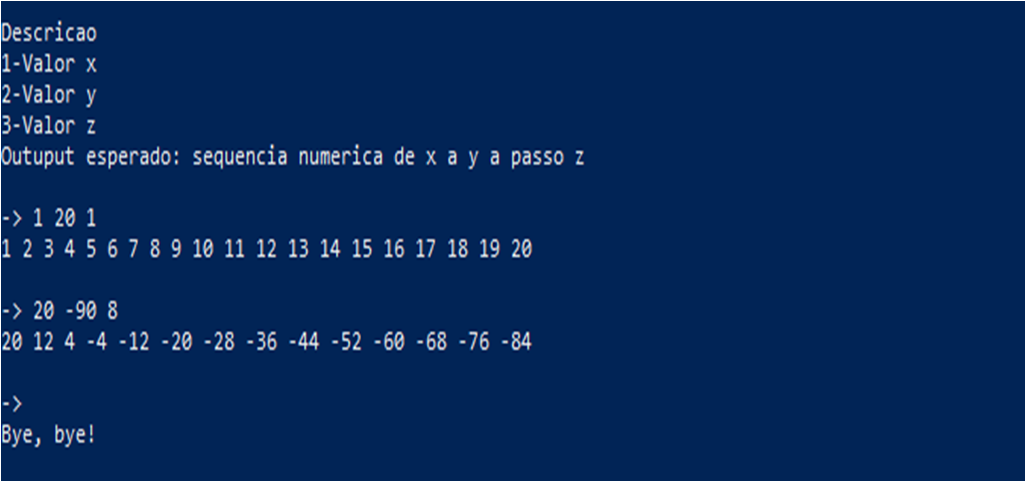 Descricao
1-Valor x
2-Valor y
3-Valor z
Outuput esperado: sequencia numerica de x a y a passo z
-> 1 20 1
1 2 3 4 5 6 7 8 9 10 11 12 13 14 15 16 17 18 19 20
-> 20 -90 8
20 12 4 -4 -12 -20 -28 -36 -44 -52 -60 -68 -76 -84
->
Bye, bye!